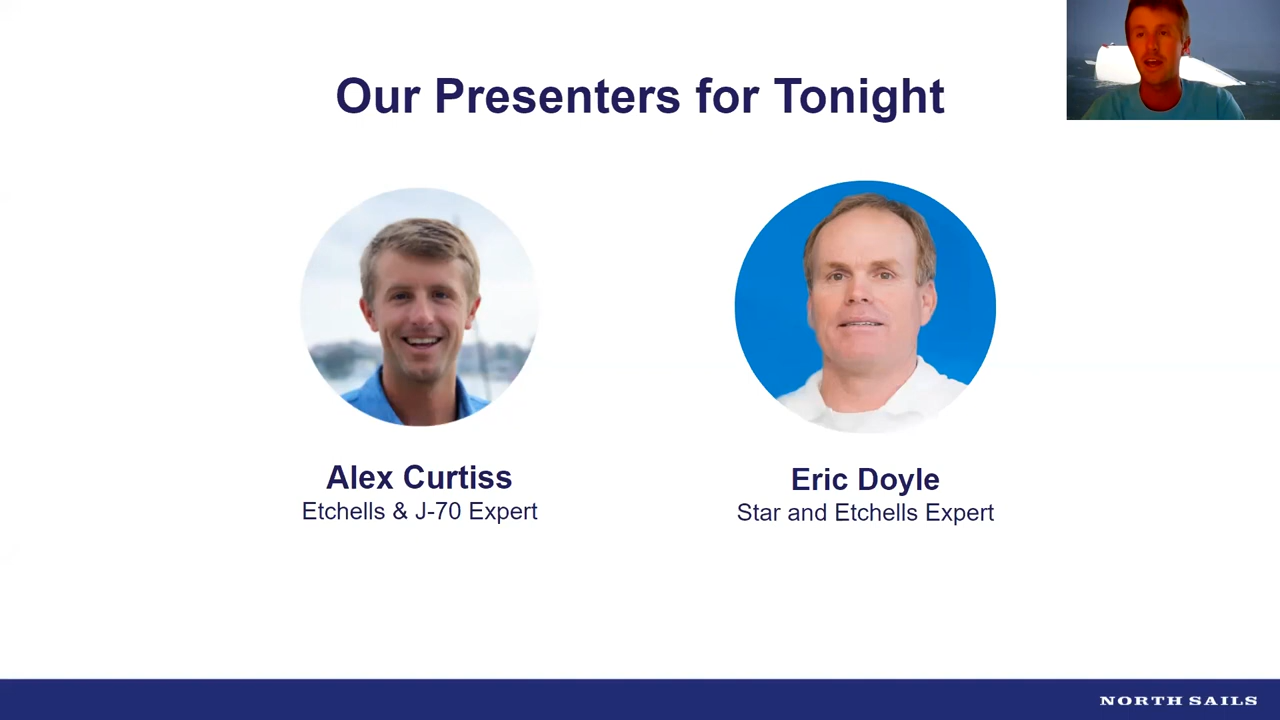 Our Presenters for Tonight
Alex Curtiss
Etchells & J-70 Expert
Eric Doyle
Star and Etchells Expert
NORTH SAILS